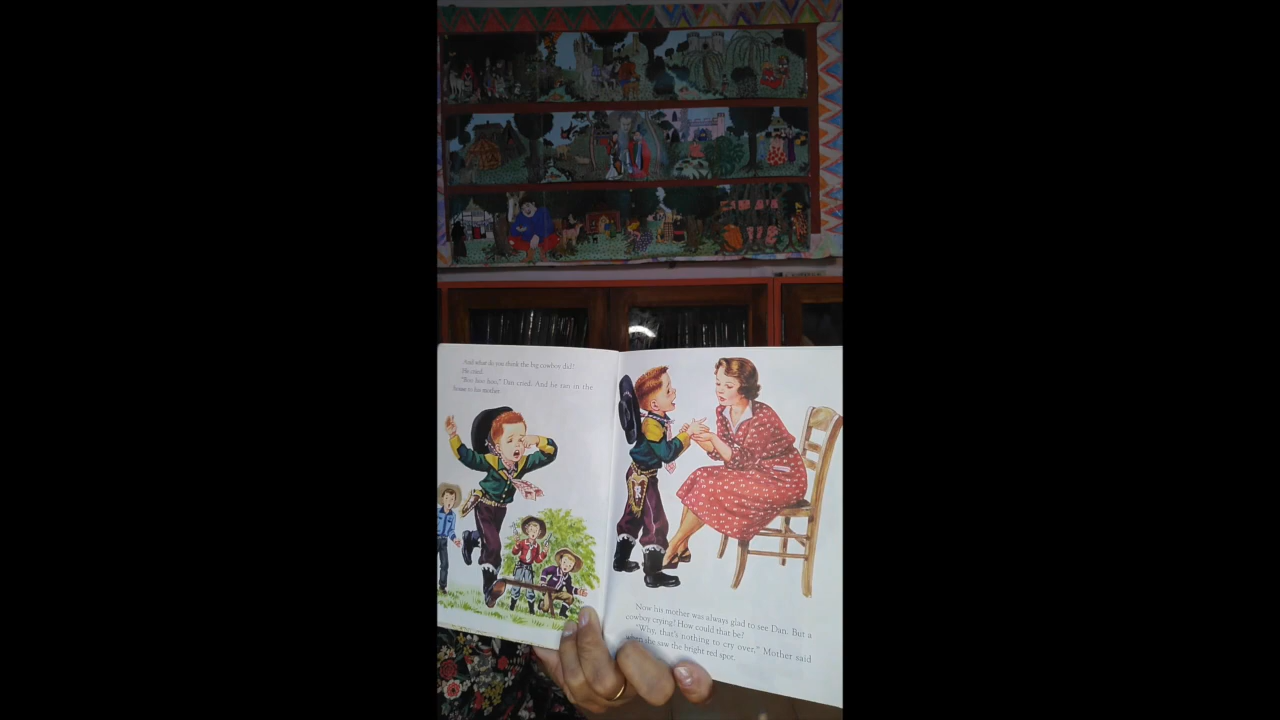 And what do you think the big cowboy did?
He cried.
"Boo hoo hoo," Dan cried. And he ran in the
house to his mother.
Now his mother was always glad to see Dan. But a
cowboy crying? How could that be?
"Why, that's nothing to cry over," Mother said
when she saw the bright red spot.